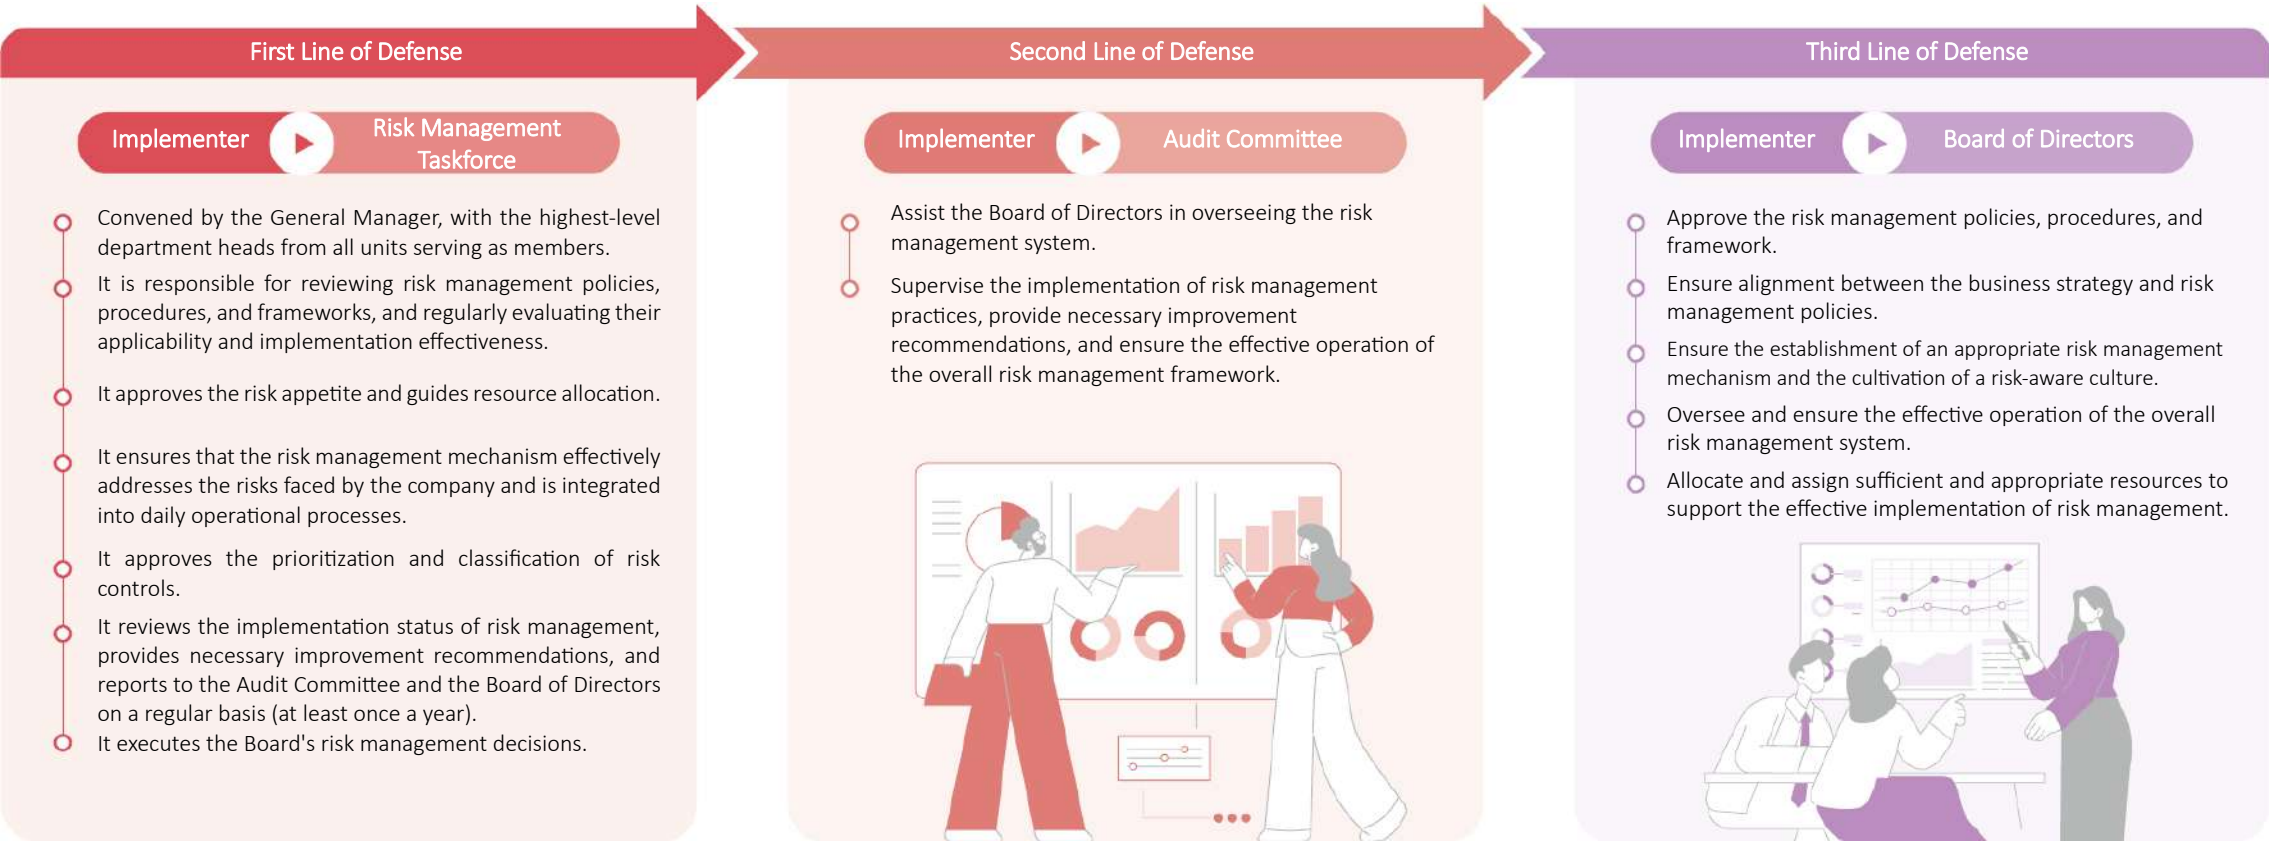 First Line of Defense
Implementer
Risk Management
Taskforce
Convened by the General Manager, with the highest-level
department heads from all units serving as members.
It is responsible for reviewing risk management policies,
procedures, and frameworks, and regularly evaluating their
applicability and implementation effectiveness.
It approves the risk appetite and guides resource allocation.
It ensures that the risk management mechanism effectively
addresses the risks faced by the company and is integrated
into daily operational processes.
It approves the prioritization and classification of risk
controls.
It reviews the implementation status of risk management,
provides necessary improvement recommendations, and
reports to the Audit Committee and the Board of Directors
on a regular basis (at least once a year).
It executes the Board's risk management decisions.
Second Line of Defense
Implementer
Audit Committee
Assist the Board of Directors in overseeing the risk
management system.
Supervise the implementation of risk management
practices, provide necessary improvement
recommendations, and ensure the effective operation of
the overall risk management framework.
Third Line of Defense
Implementer
Board of Directors
Approve the risk management policies, procedures, and
framework.
Ensure alignment between the business strategy and risk
management policies.
Ensure the establishment of an appropriate risk management
mechanism and the cultivation of a risk-aware culture.
Oversee and ensure the effective operation of the overall
risk management system.
Allocate and assign sufficient and appropriate resources to
support the effective implementation of risk management.